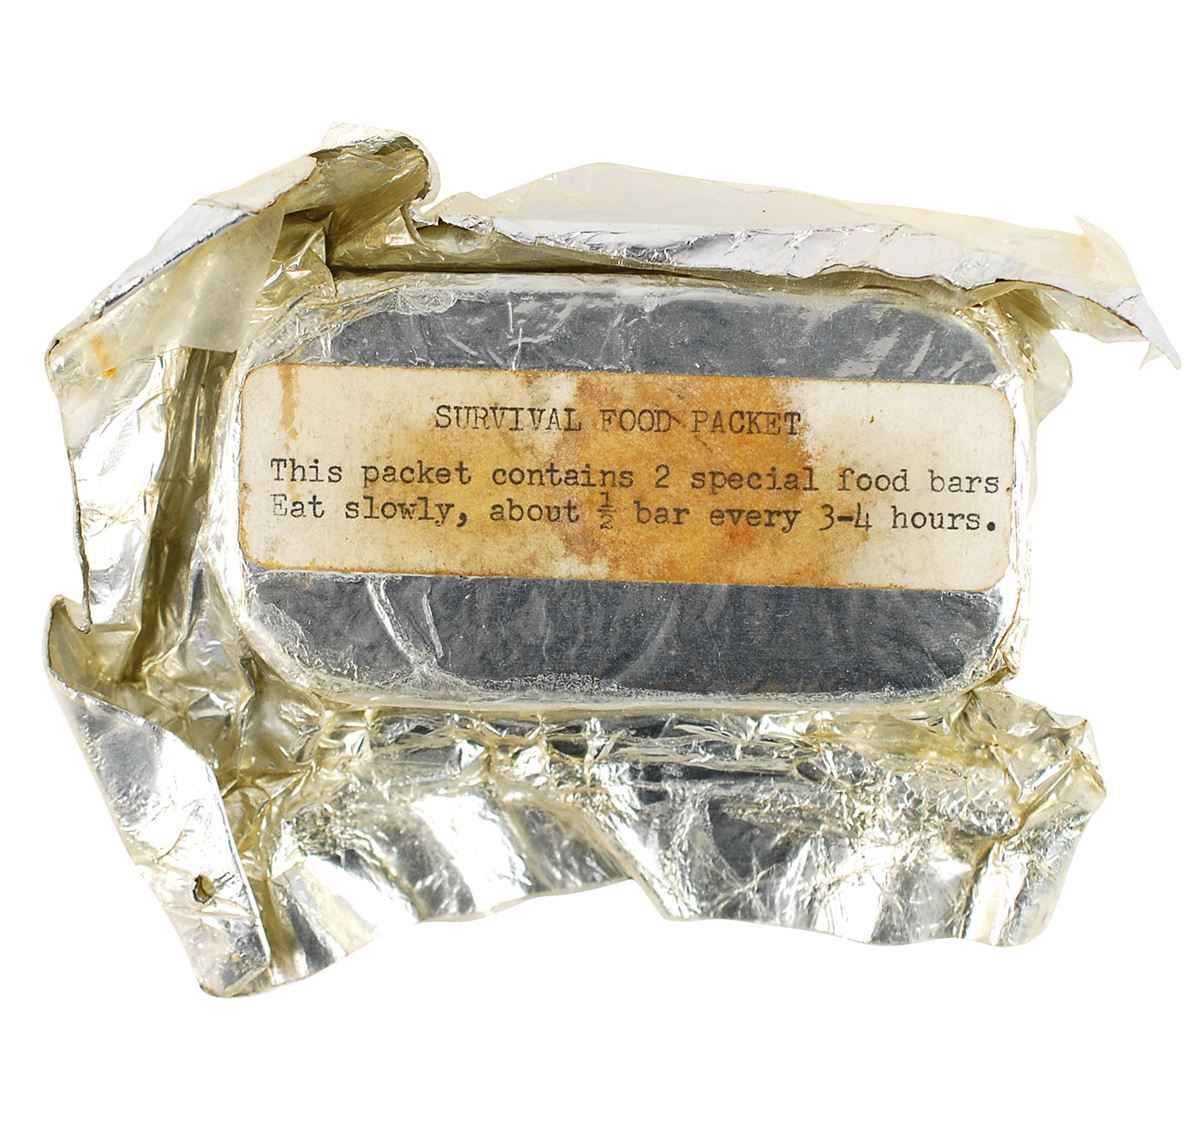 SURVIVAL FOOD PACKET
This packet contains 2 special food bars.
Eat slowly, about ½ bar every 3-4 hours.